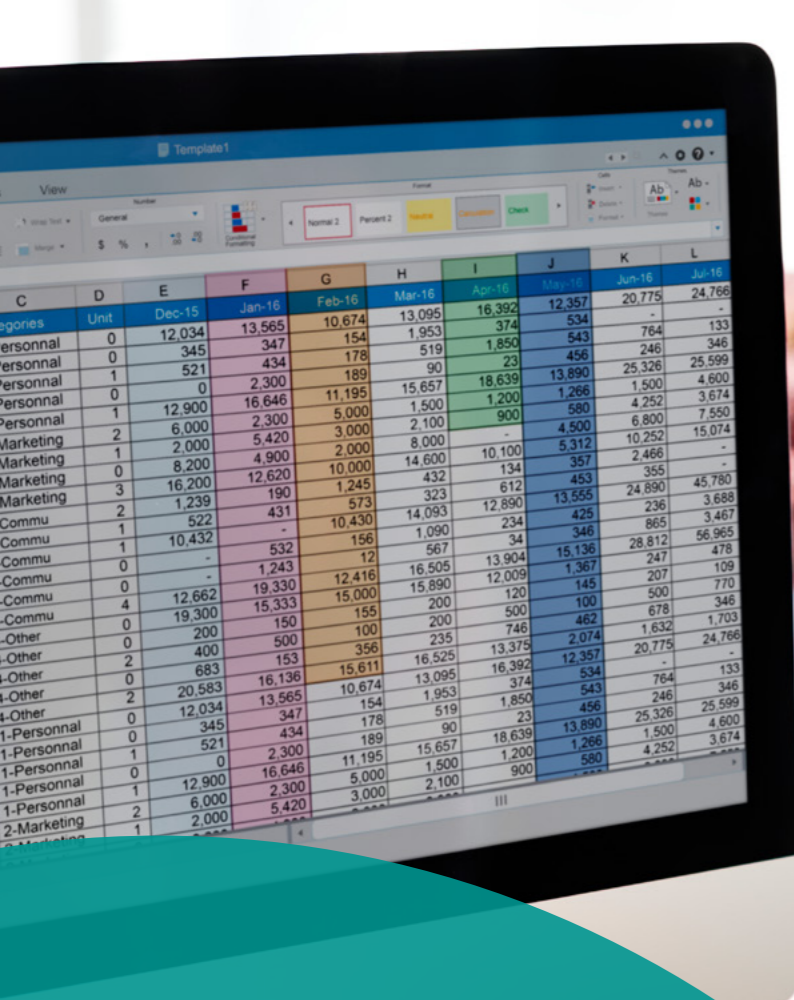 Template1
View
Number
Format
Cells
Themes
Wrap Text
General
Conditional Formatting
Normal 2
Percent 2
Neutral
Calculation
Check
Insert
Delete
Format
Ab
Themes
Ab
Merge
$ % ,
C D E F G H I J K L
egories Unit Dec-15 Jan-16 Feb-16 Mar-16 Apr-16 May-16 Jun-16 Jul-16
ersonnal 0 12,034 13,565 10,674 13,095 16,392 12,357 20,775 24,766
Personnal 0 345 347 154 1,953 374 534 - -
Personnal 1 521 434 178 519 1,850 543 764 133
Personnal 0 0 2,300 189 90 23 456 246 346
Personnal 1 12,900 16,646 11,195 15,657 18,639 13,890 25,326 25,599
Marketing 2 6,000 2,300 5,000 1,500 1,200 1,266 1,500 4,600
Marketing 1 2,000 5,420 3,000 2,100 900 580 4,252 3,674
Marketing 0 8,200 4,900 2,000 8,000 - 4,500 6,800 7,550
Marketing 3 16,200 12,620 10,000 14,600 10,100 5,312 10,252 15,074
Commu 2 1,239 190 1,245 432 134 357 2,466 -
Commu 1 522 431 573 323 612 453 355 -
Commu 1 10,432 - 10,430 14,093 12,890 13,555 24,890 45,780
-Commu 0 - 532 156 1,090 234 425 236 3,688
-Commu 0 - 1,243 12 567 34 346 865 3,467
-Commu 4 12,662 19,330 12,416 16,505 13,904 15,136 28,812 56,965
-Other 0 19,300 15,333 15,000 15,890 12,009 1,367 247 478
-Other 0 200 150 155 200 120 145 207 109
-Other 2 400 500 100 200 500 100 500 770
4-Other 0 683 153 356 235 746 462 678 346
4-Other 2 20,583 16,136 15,611 16,525 13,375 2,074 1,632 1,703
1-Personnal 0 12,034 13,565 10,674 13,095 16,392 12,357 20,775 24,766
1-Personnal 0 345 347 154 1,953 374 534 - -
1-Personnal 1 521 434 178 519 1,850 543 764 133
1-Personnal 0 0 2,300 189 90 23 456 246 346
1-Personnal 1 12,900 16,646 11,195 15,657 18,639 13,890 25,326 25,599
2-Marketing 2 6,000 2,300 5,000 1,500 1,200 1,266 1,500 4,600
2-Marketing 1 2,000 5,420 3,000 2,100 900 580 4,252 3,674